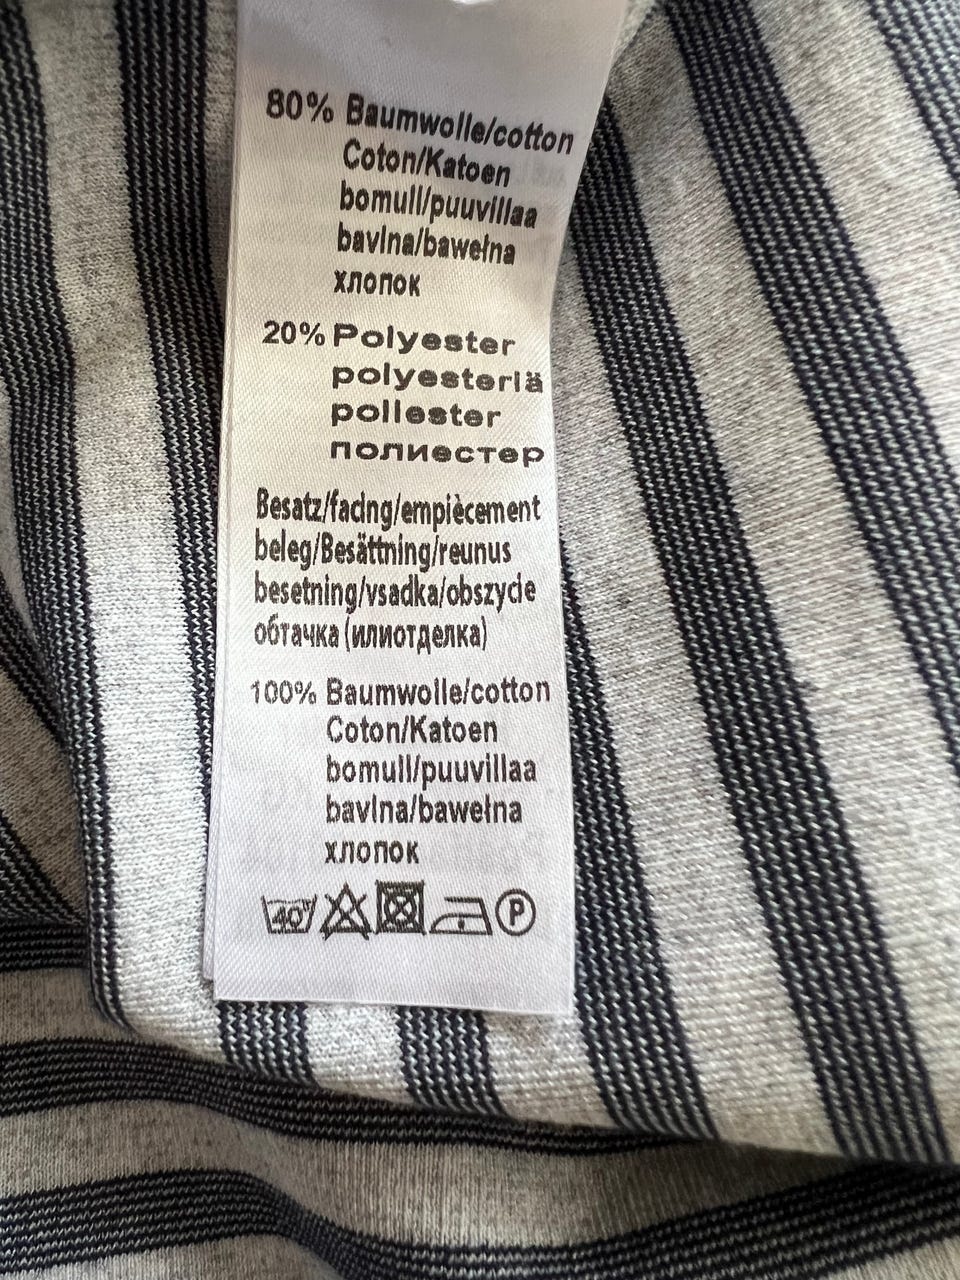 80% Baumwolle/cotton
Coton/Katoen
bomull/puuvillaa
bavlna/bawełna
хлопок
20% Polyester
polyesteriä
poliester
полиестер
Besatz/facing/empiècement
beleg/Besättning/reunus
besetning/vsadka/obszycie
обтачка (илиотделка)
100% Baumwolle/cotton
Coton/Katoen
bomull/puuvillaa
bavlna/bawełna
хлопок
40° P